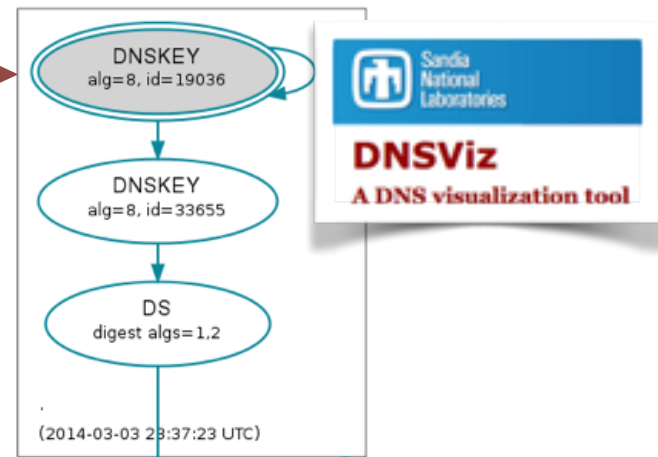 DNSKEY
alg=8, id=19036
DNSKEY
alg=8, id=33655
DS
digest algs=1,2
.
(2014-03-03 23:37:23 UTC)
Sandia
National
Laboratories
DNSViz
A DNS visualization tool